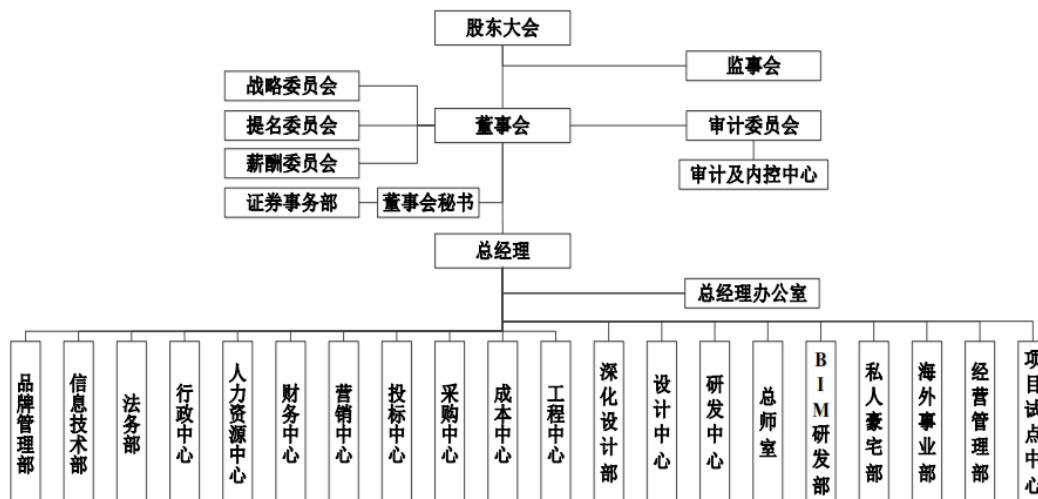 股东大会
监事会
战略委员会
提名委员会
董事会
审计委员会
薪酬委员会
审计及内控中心
证券事务部
董事会秘书
总经理
总经理办公室
品牌管理部
信息技术部
法务部
行政中心
人力资源中心
财务中心
营销中心
投标中心
采购中心
成本中心
工程中心
深化设计部
设计中心
研发中心
总师室
BIM研发部
私人豪宅部
海外事业部
经营管理部
项目试点中心